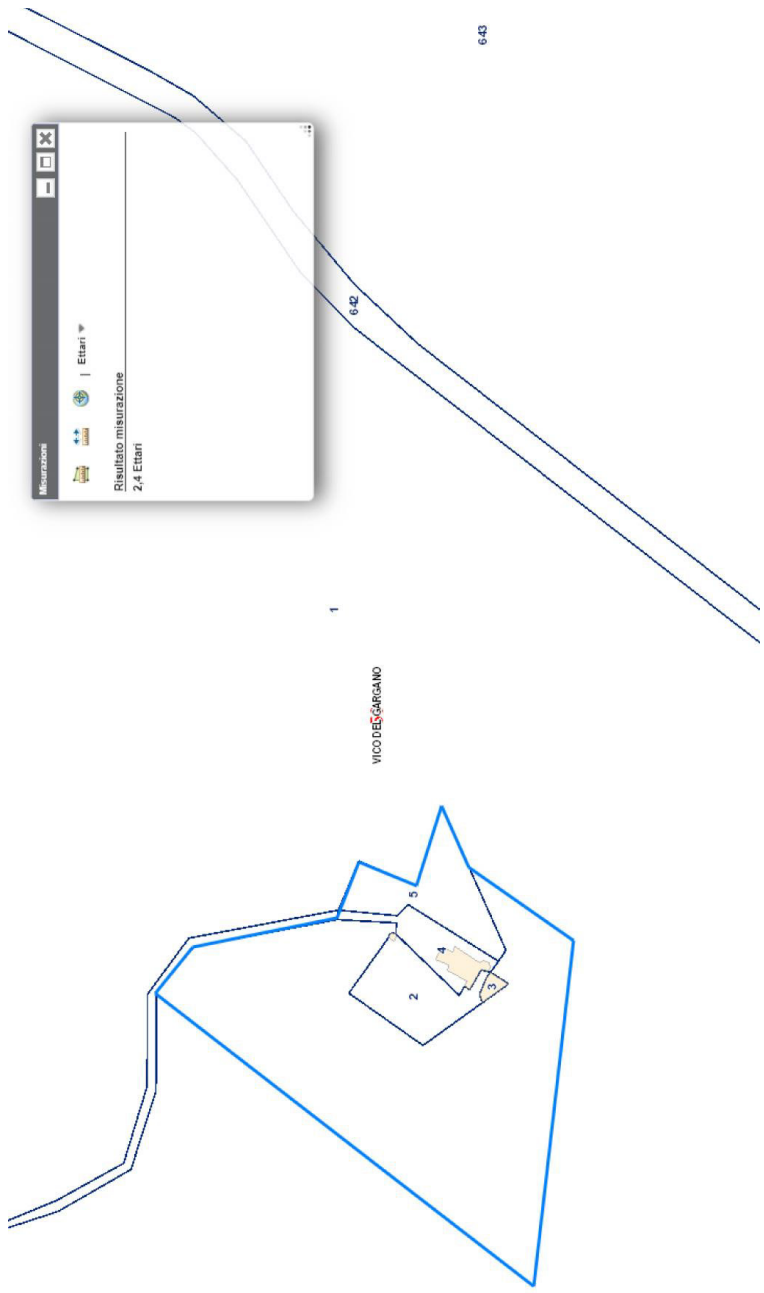 Misurazioni
| Ettari
Risultato misurazione
2,4 Ettari
643
642
1
VICO DEL GARGANO
5
4
2
3